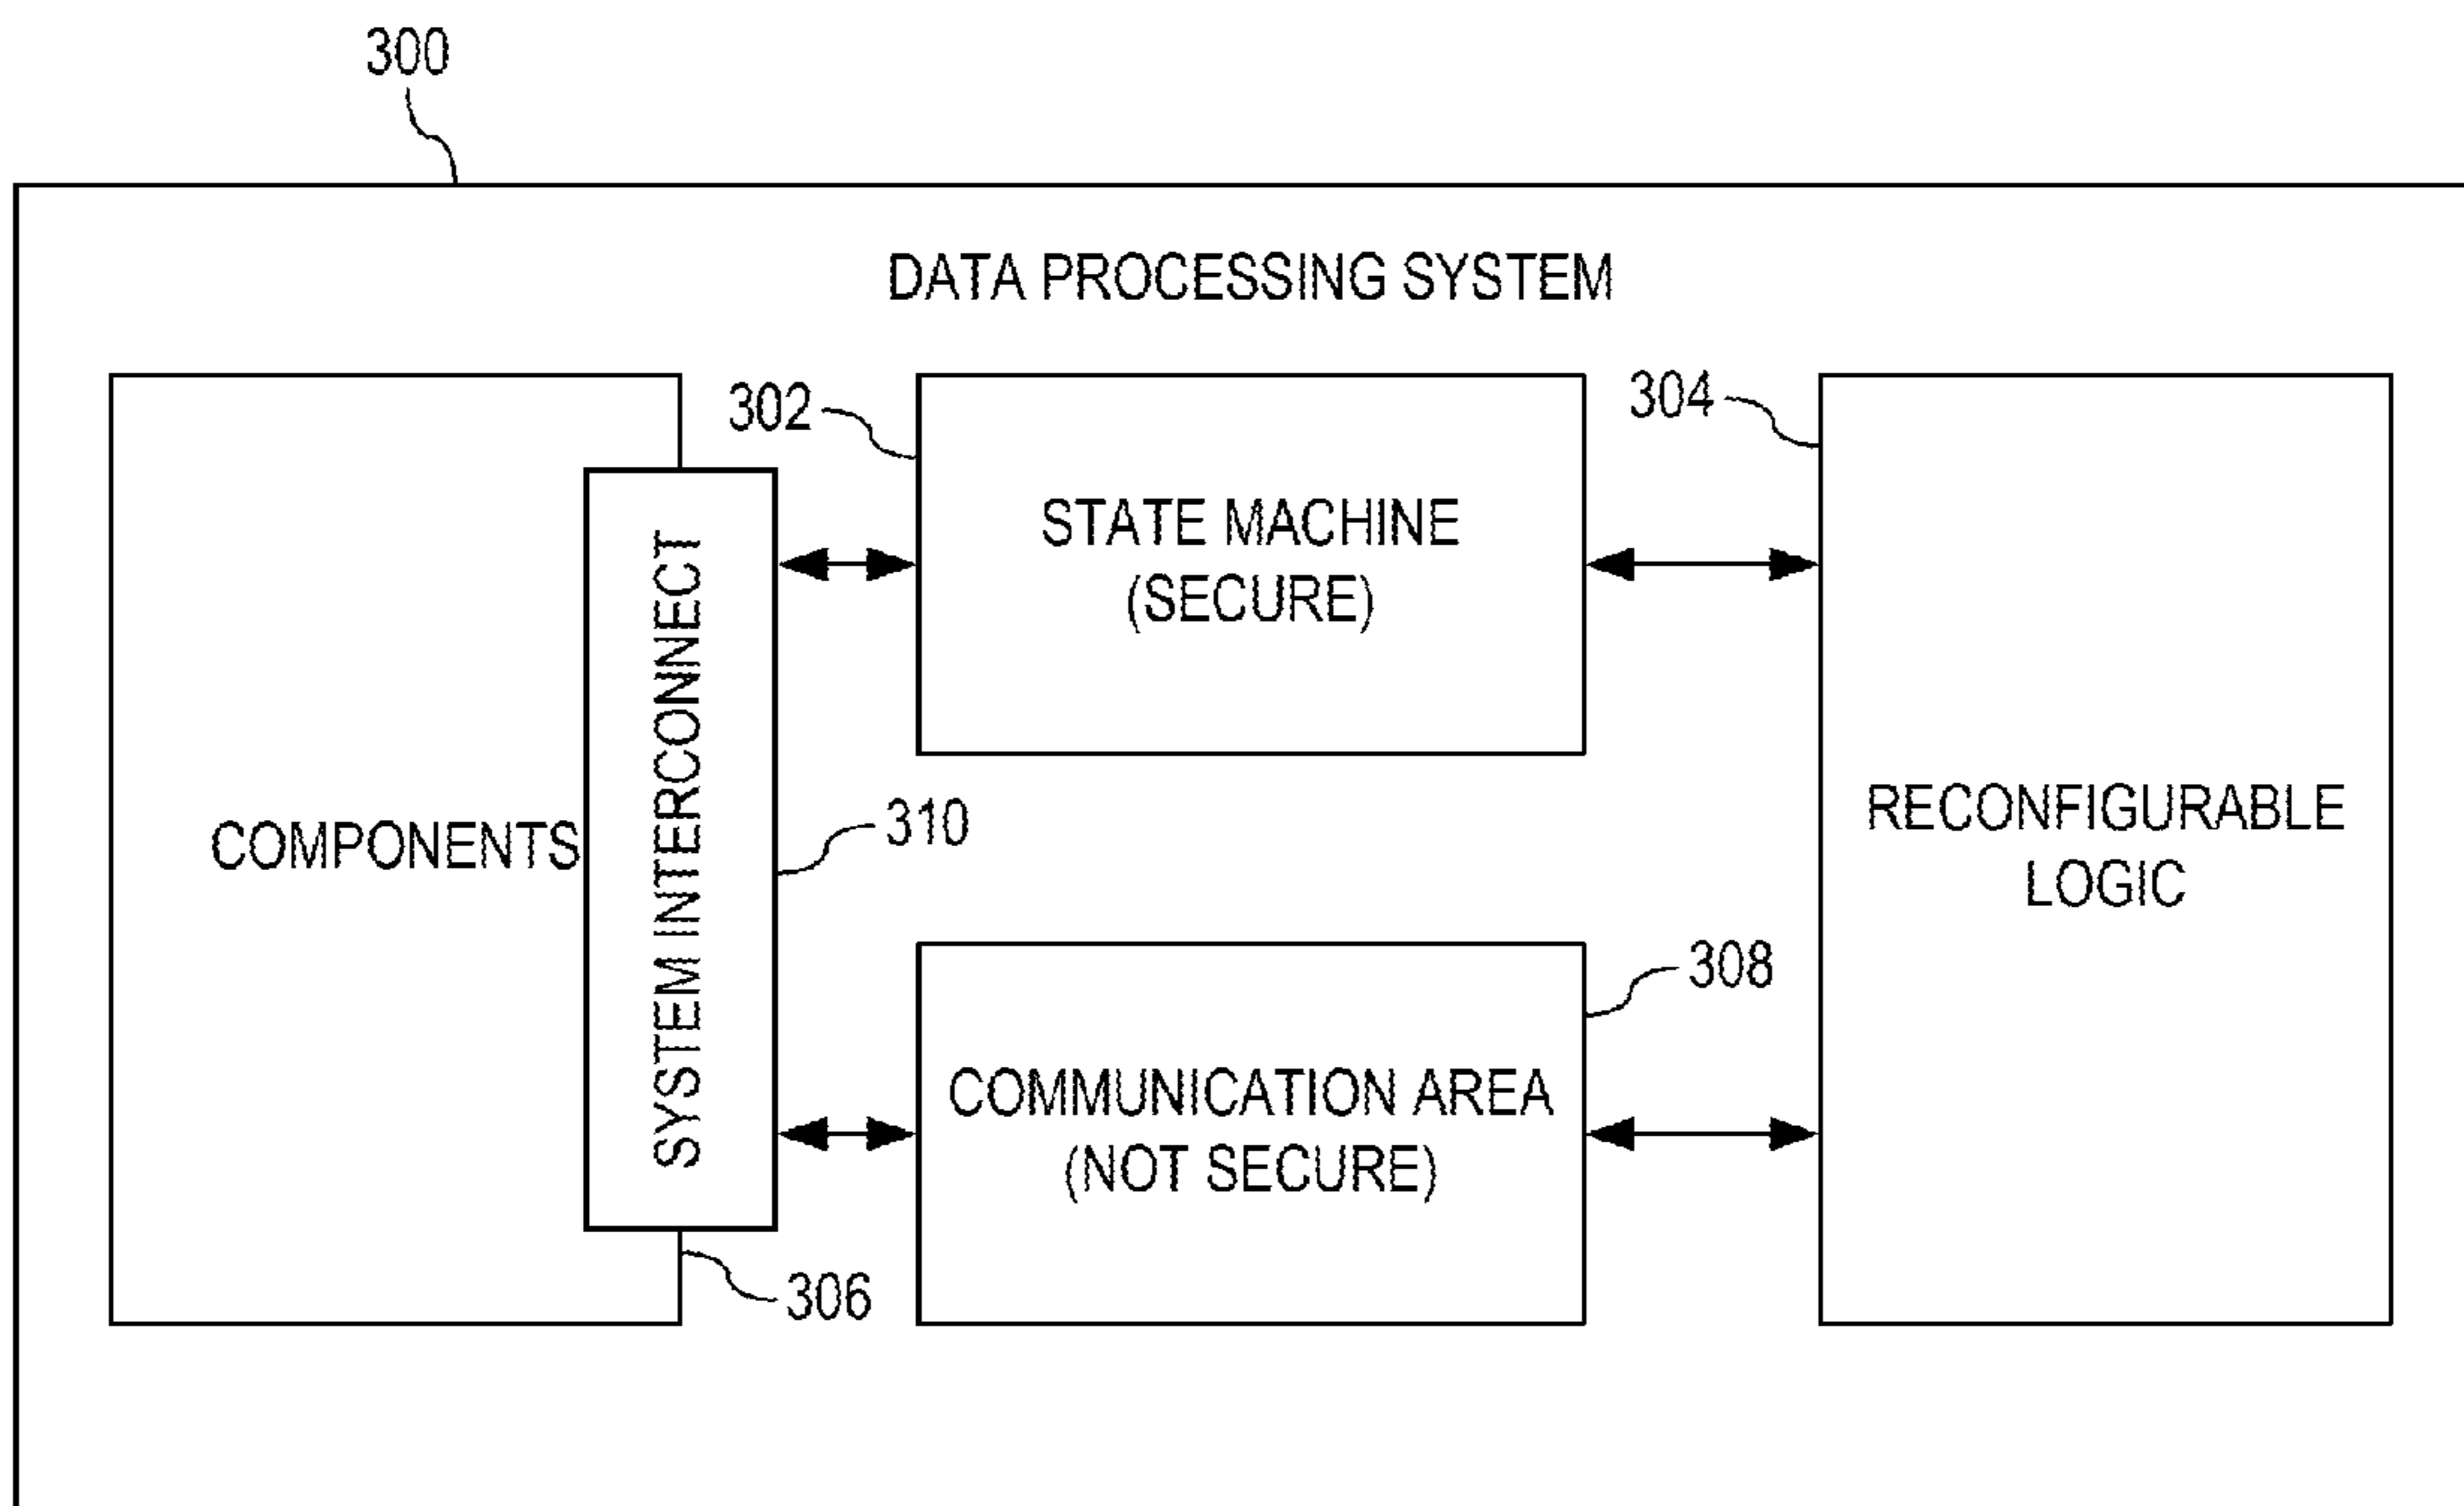 300
DATA PROCESSING SYSTEM
302
304
STATE MACHINE
(SECURE)
SYSTEM INTERCONNECT
COMPONENTS
310
RECONFIGURABLE
LOGIC
308
COMMUNICATION AREA
(NOT SECURE)
306